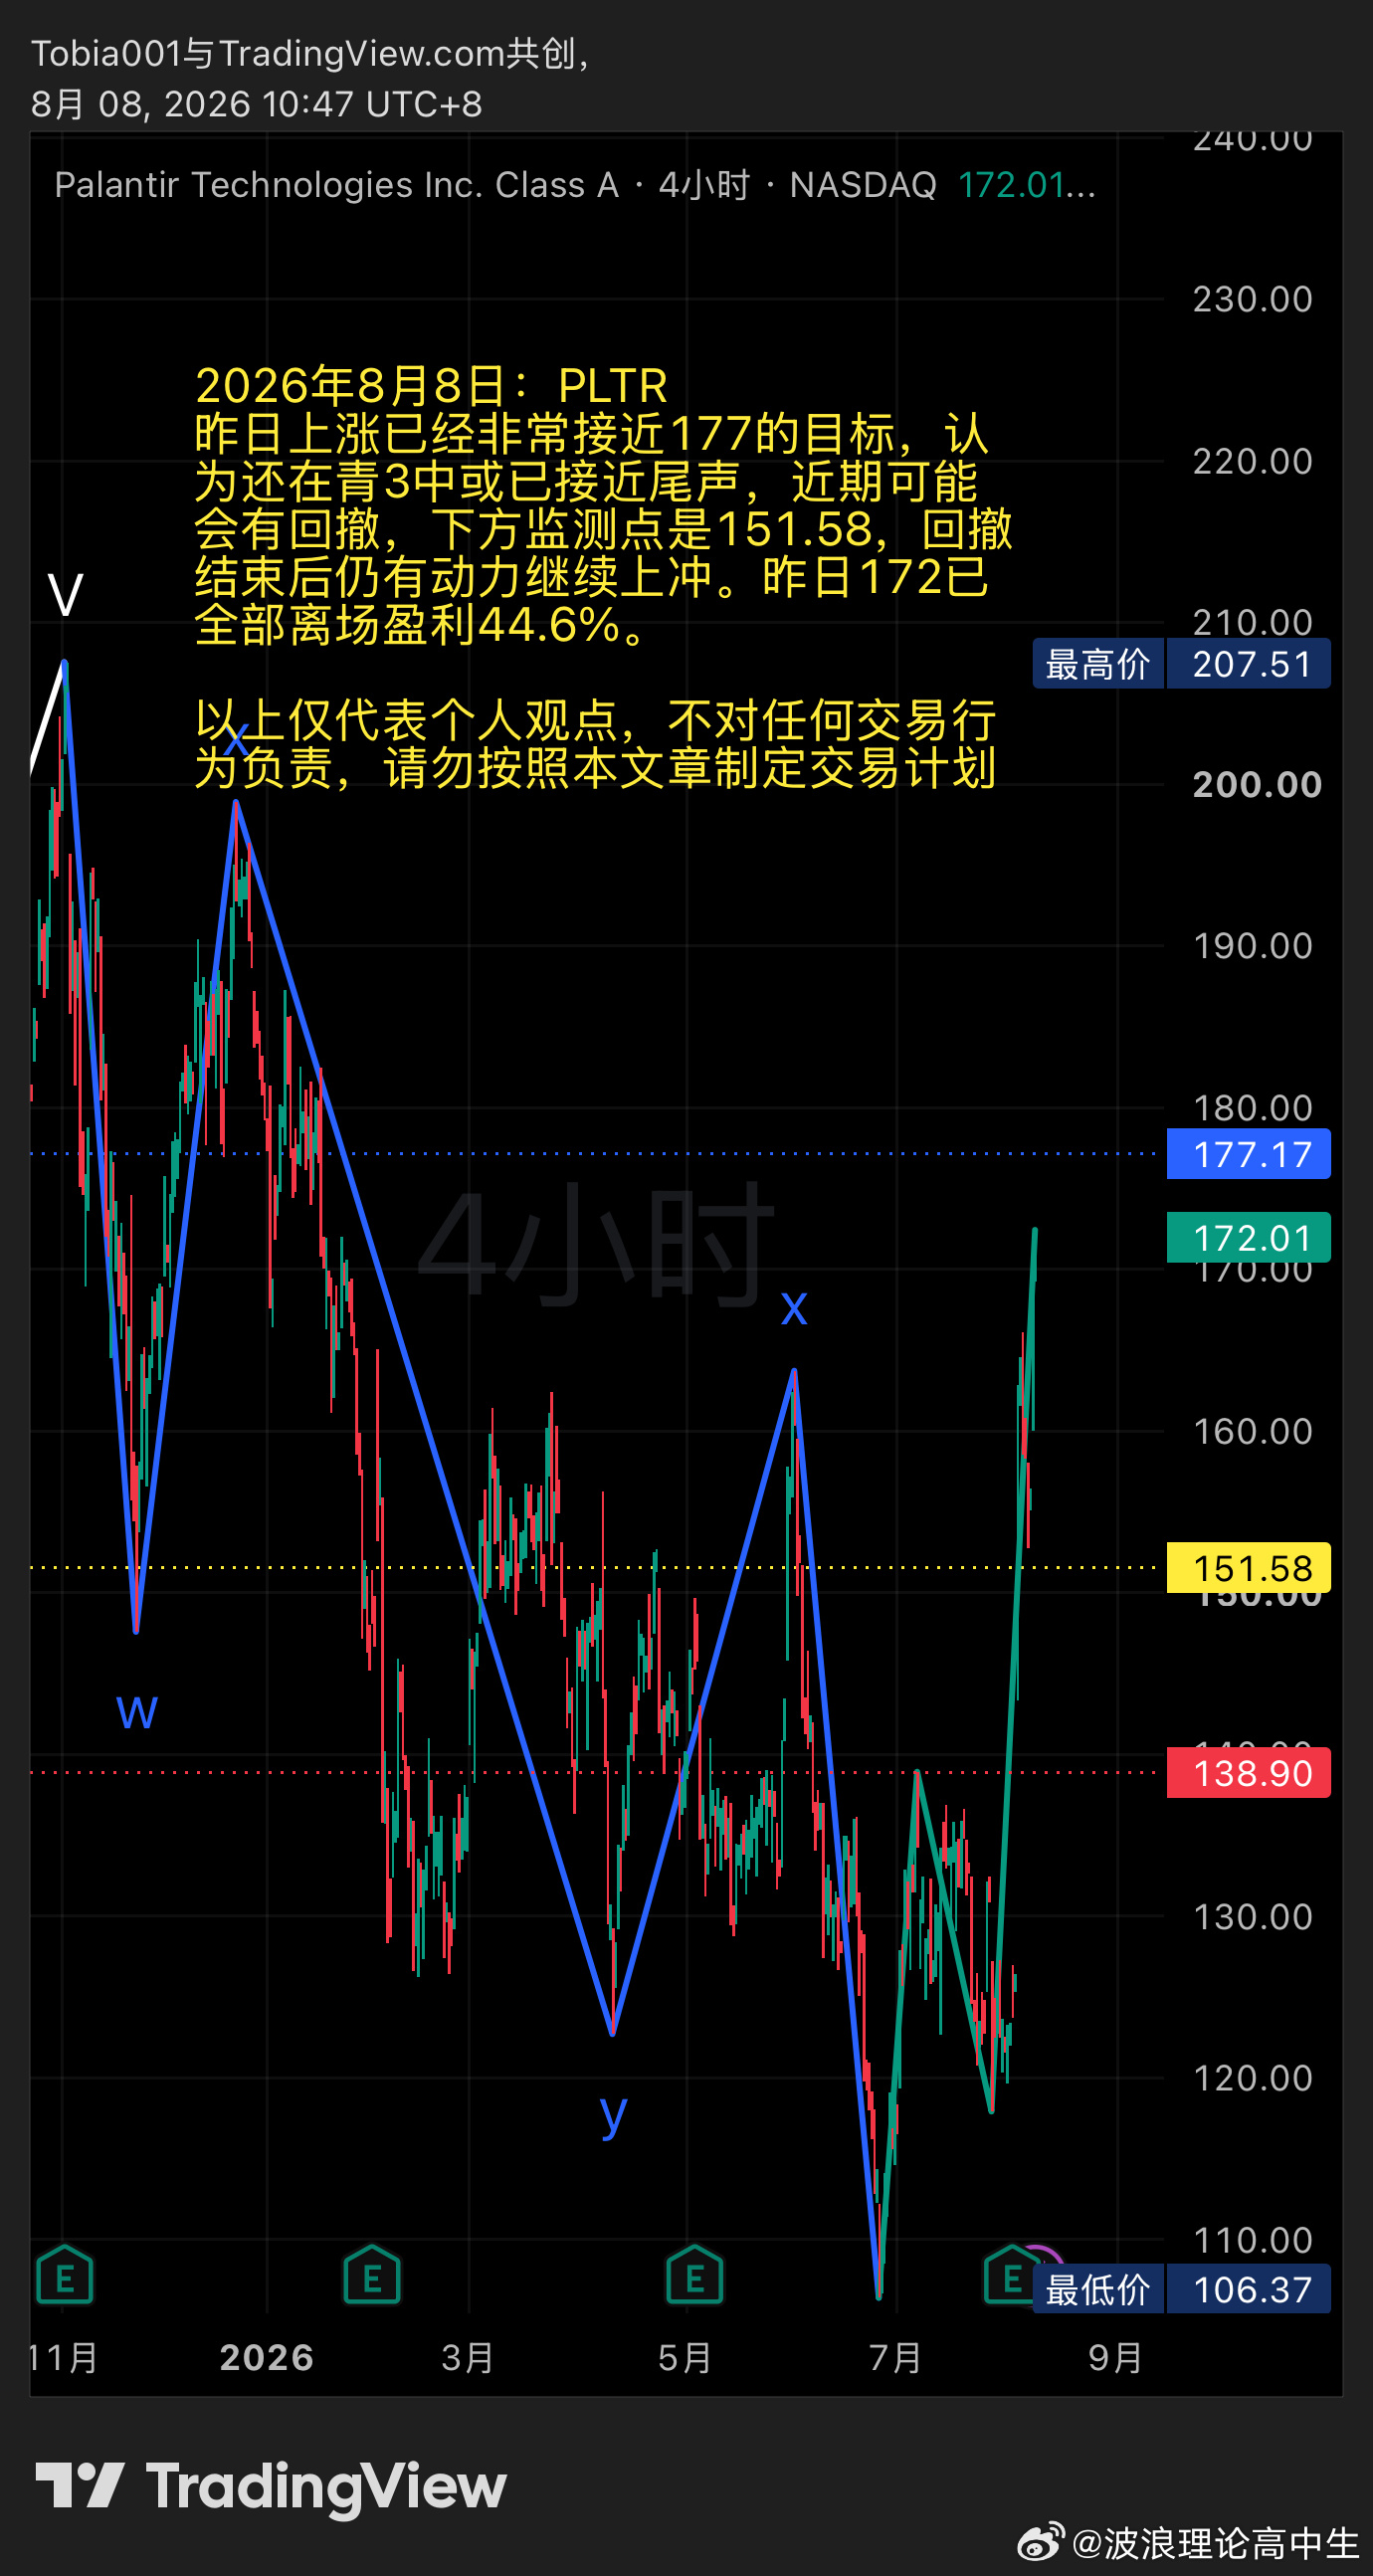 Tobia001与TradingView.com共创,
8月 08, 2026 10:47 UTC+8
240.00
Palantir Technologies Inc. Class A · 4小时 · NASDAQ 172.01...
230.00
2026年8月8日：PLTR
昨日上涨已经非常接近177的目标，认
为还在青3中或已接近尾声，近期可能
会有回撤，下方监测点是151.58，回撤
结束后仍有动力继续上冲。昨日172已
全部离场盈利44.6%。
220.00
V
210.00
最高价 207.51
以上仅代表个人观点，不对任何交易行
为负责，请勿按照本文章制定交易计划
x
200.00
190.00
180.00
177.17
4小时
172.01
170.00
x
160.00
151.58
150.00
w
140.00
138.90
130.00
120.00
y
110.00
E
E
E
E
最低价 106.37
11月
2026
3月
5月
7月
9月
TradingView
@波浪理论高中生